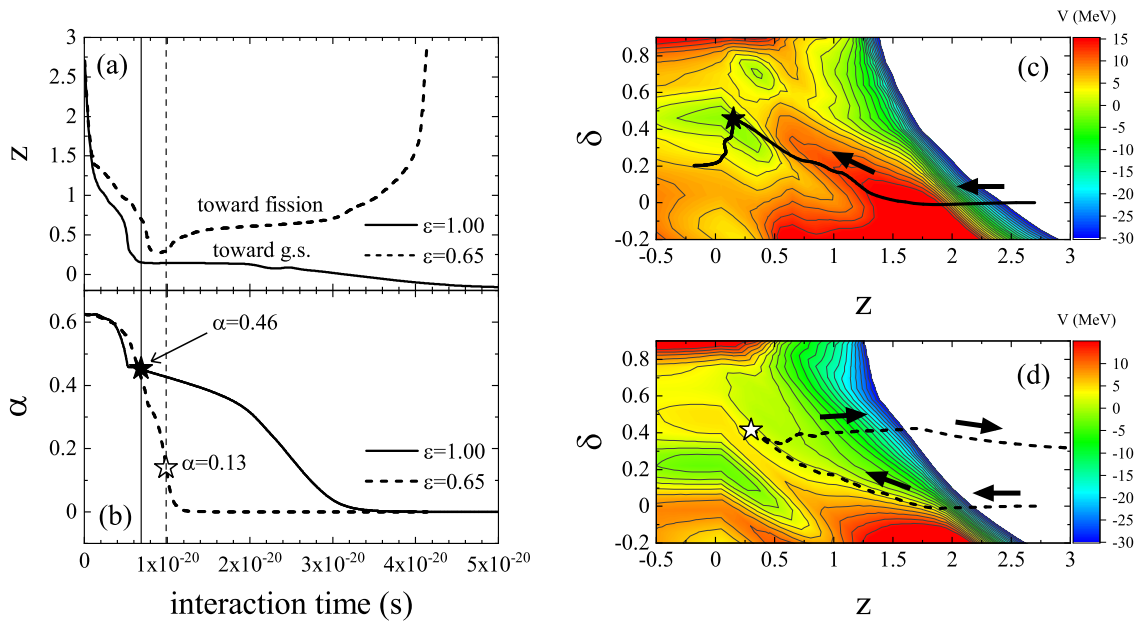 (a)
z
3
2.5
2
1.5
1
0.5
0
toward fission
toward g.s.
ε=1.00
ε=0.65
(b)
α
0.6
0.4
0.2
0
α=0.46
α=0.13
ε=1.00
ε=0.65
0 1x10⁻²⁰ 2x10⁻²⁰ 3x10⁻²⁰ 4x10⁻²⁰ 5x10⁻²⁰
interaction time (s)
V (MeV)
(c)
δ
0.8
0.6
0.4
0.2
0
-0.2
-0.5 0 0.5 1 1.5 2 2.5 3
z
15
10
5
0
-5
-10
-15
-20
-25
-30
V (MeV)
(d)
δ
0.8
0.6
0.4
0.2
0
-0.2
-0.5 0 0.5 1 1.5 2 2.5 3
z
10
5
0
-5
-10
-15
-20
-25
-30